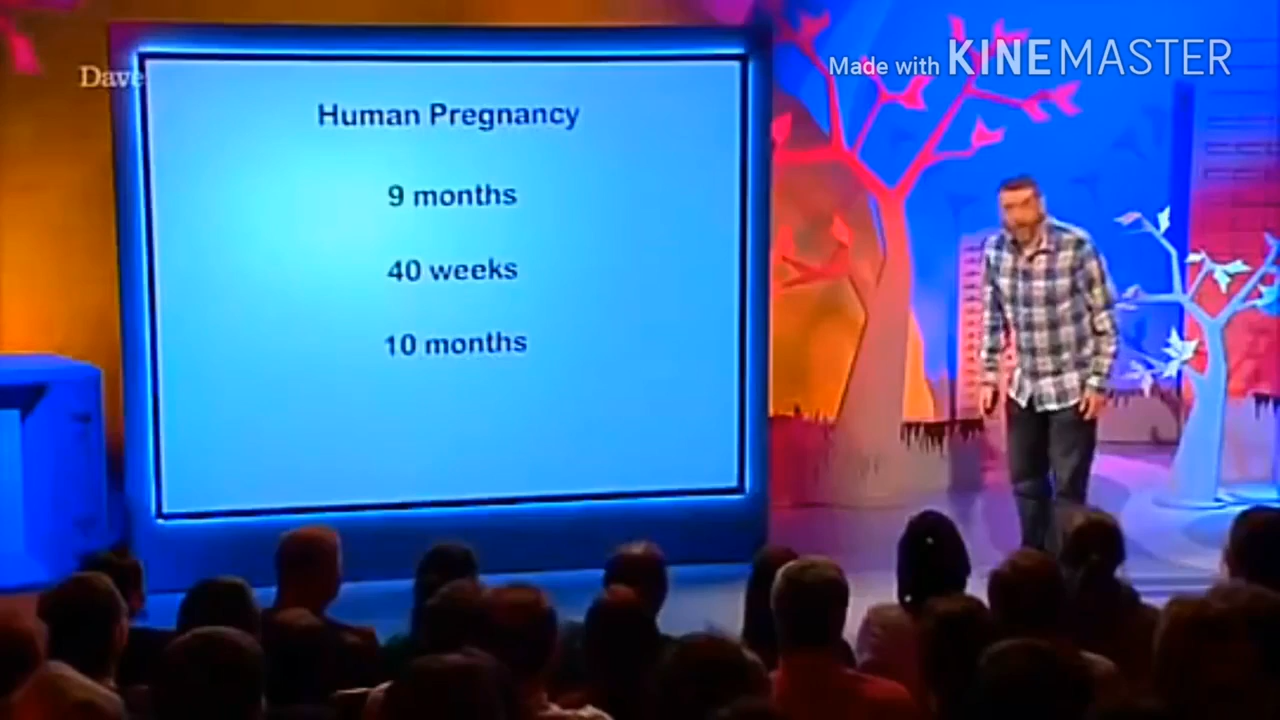 Made with KINEMASTER
Dave
Human Pregnancy
9 months
40 weeks
10 months